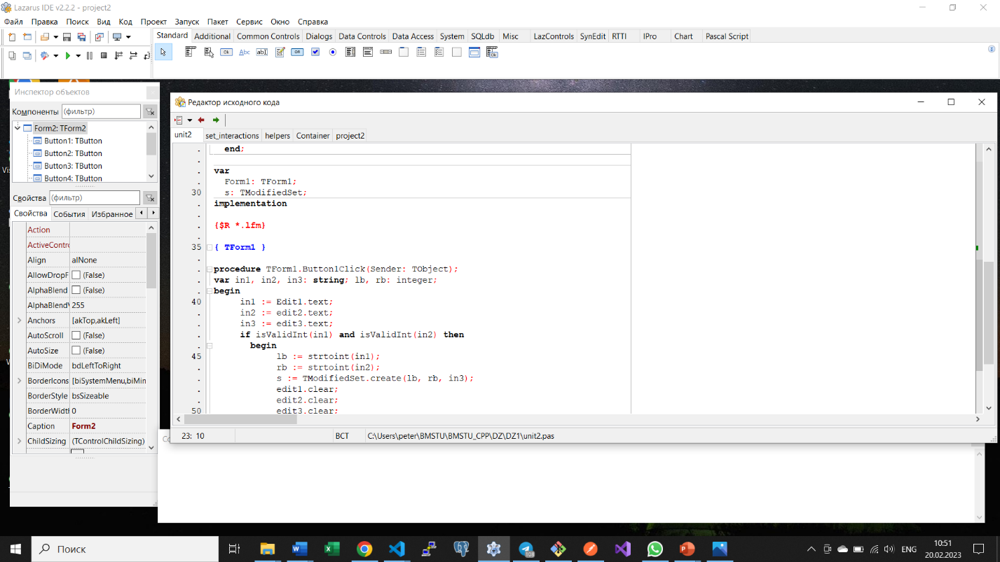 Lazarus IDE v2.2.2 - project2
Файл Правка Поиск Вид Код Проект Запуск Пакет Сервис Окно Справка
Standard Additional Common Controls Dialogs Data Controls Data Access System SQLdb Misc LazControls SynEdit RTTI IPro Chart Pascal Script
Ok Abc abI on Ok
Инспектор объектов
Компоненты (фильтр)
Form2: TForm2
Button1: TButton
Button2: TButton
Button3: TButton
Button4: TButton
Свойства (фильтр)
Свойства События Избранное
Action
ActiveContro
Align alNone
AllowDropF (False)
AlphaBlend (False)
AlphaBlendV 255
Anchors [akTop,akLeft]
AutoScroll (False)
AutoSize (False)
BiDiMode bdLeftToRight
BorderIcons [biSystemMenu,biMin
BorderStyle bsSizeable
BorderWidth 0
Caption Form2
ChildSizing (TControlChildSizing)
Редактор исходного кода
unit2 set_interactions helpers Container project2
end;
var
Form1: TForm1;
30 s: TModifiedSet;
implementation
{$R *.lfm}
35 { TForm1 }
procedure TForm1.Button1Click(Sender: TObject);
var in1, in2, in3: string; lb, rb: integer;
begin
40 in1 := Edit1.text;
in2 := edit2.text;
in3 := edit3.text;
if isValidInt(in1) and isValidInt(in2) then
begin
45 lb := strtoint(in1);
rb := strtoint(in2);
s := TModifiedSet.create(lb, rb, in3);
edit1.clear;
edit2.clear;
50 edit3.clear;
23: 10 ВСТ C:\Users\peter\BMSTU\BMSTU_CPP\DZ\DZ1\unit2.pas
Поиск
108
ENG
10:51
20.02.2023